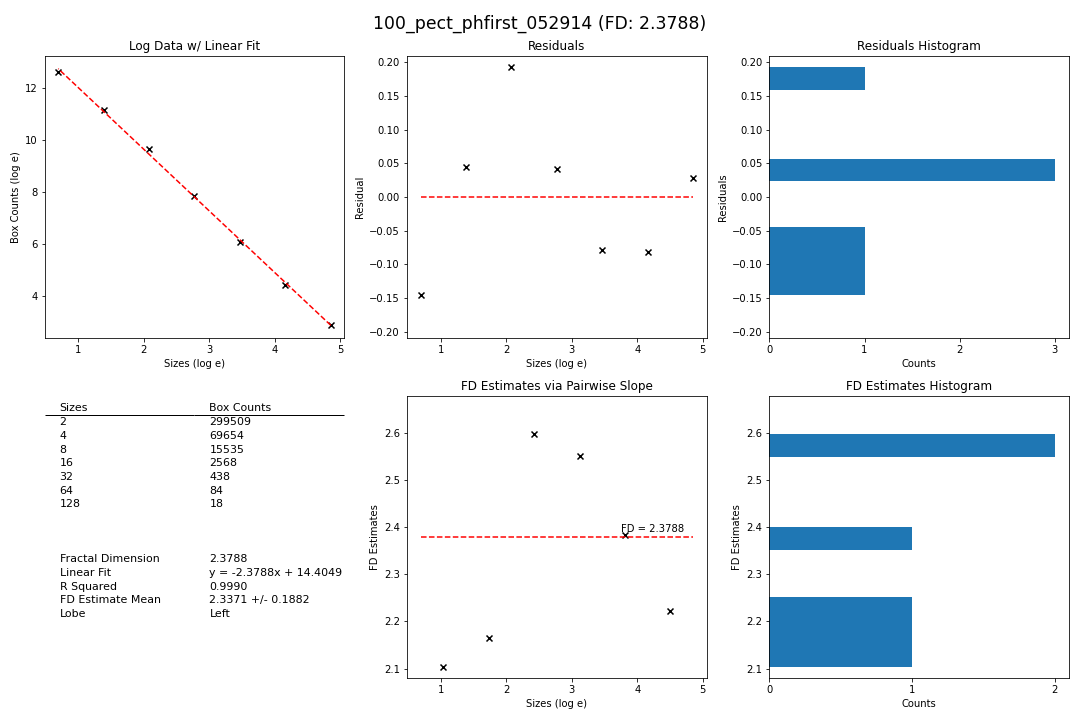 100_pect_phfirst_052914 (FD: 2.3788)
Log Data w/ Linear Fit
Box Counts (log e)
12
10
8
6
4
1 2 3 4 5
Sizes (log e)
Residuals
Residual
0.20
0.15
0.10
0.05
0.00
−0.05
−0.10
−0.15
−0.20
1 2 3 4 5
Sizes (log e)
Residuals Histogram
Residuals
0.20
0.15
0.10
0.05
0.00
−0.05
−0.10
−0.15
−0.20
0 1 2 3
Counts
Sizes Box Counts
2 299509
4 69654
8 15535
16 2568
32 438
64 84
128 18
Fractal Dimension 2.3788
Linear Fit y = -2.3788x + 14.4049
R Squared 0.9990
FD Estimate Mean 2.3371 +/- 0.1882
Lobe Left
FD Estimates via Pairwise Slope
FD Estimates
2.6
2.5
2.4
2.3
2.2
2.1
FD = 2.3788
1 2 3 4 5
Sizes (log e)
FD Estimates Histogram
FD Estimates
2.6
2.5
2.4
2.3
2.2
2.1
0 1 2
Counts